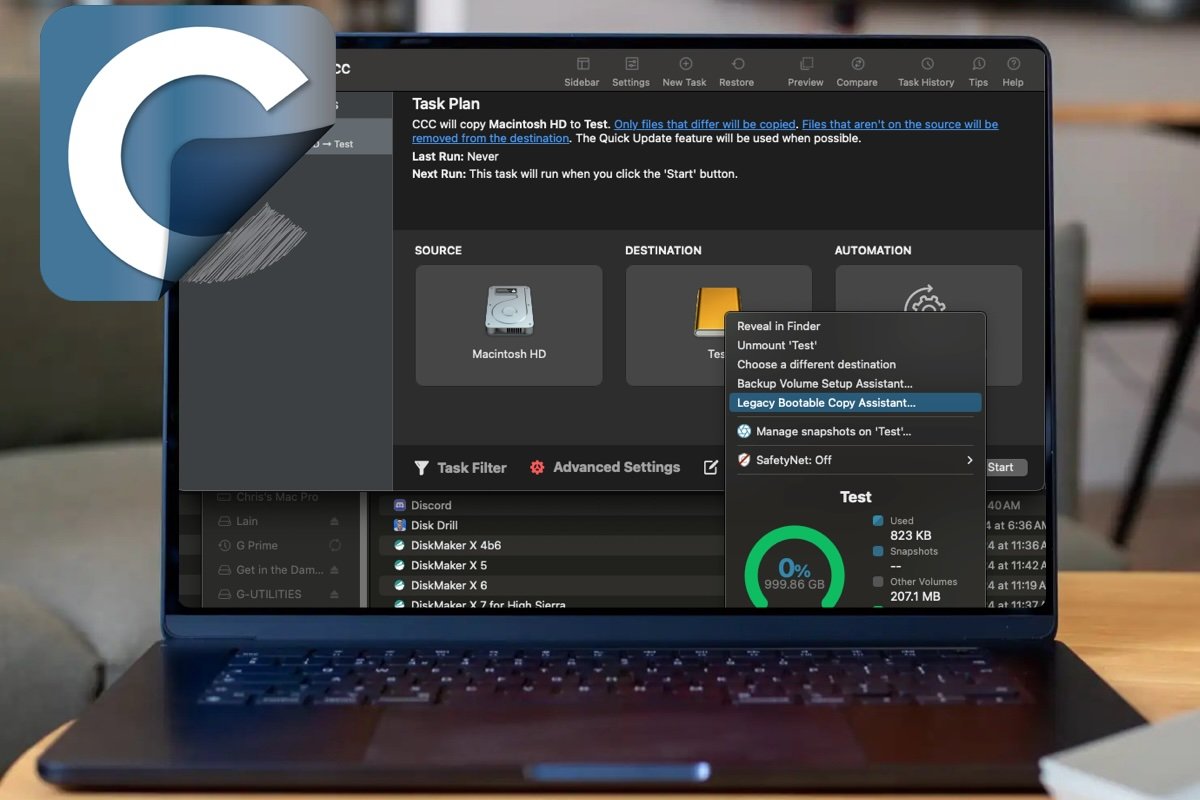 CC
Sidebar
Settings
New Task
Restore
Preview
Compare
Task History
Tips
Help
s
→ Test
Task Plan
CCC will copy Macintosh HD to Test. Only files that differ will be copied. Files that aren't on the source will be
removed from the destination. The Quick Update feature will be used when possible.
Last Run: Never
Next Run: This task will run when you click the 'Start' button.
SOURCE
DESTINATION
AUTOMATION
Macintosh HD
Tes
Reveal in Finder
Unmount 'Test'
Choose a different destination
Backup Volume Setup Assistant...
Legacy Bootable Copy Assistant...
Manage snapshots on 'Test'...
SafetyNet: Off
Task Filter
Advanced Settings
Start
Test
Used
823 KB
Snapshots
--
Other Volumes
207.1 MB
0%
999.86 GB
Chris's Mac Pro
Lain
G Prime
Get in the Dam...
G-UTILITIES
Discord
Disk Drill
DiskMaker X 4b6
DiskMaker X 5
DiskMaker X 6
DiskMaker X 7 for High Sierra
40 AM
4 at 6:36 AM
4 at 11:36 A
4 at 11:42 A
4 at 11:19 A
4 at 11:37 A